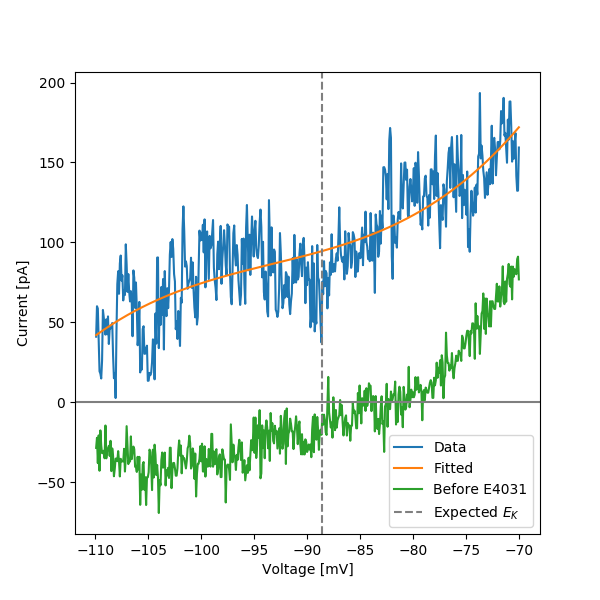 200
150
100
50
0
−50
−110
−105
−100
−95
−90
−85
−80
−75
−70
Current [pA]
Voltage [mV]
Data
Fitted
Before E4031
Expected E_K